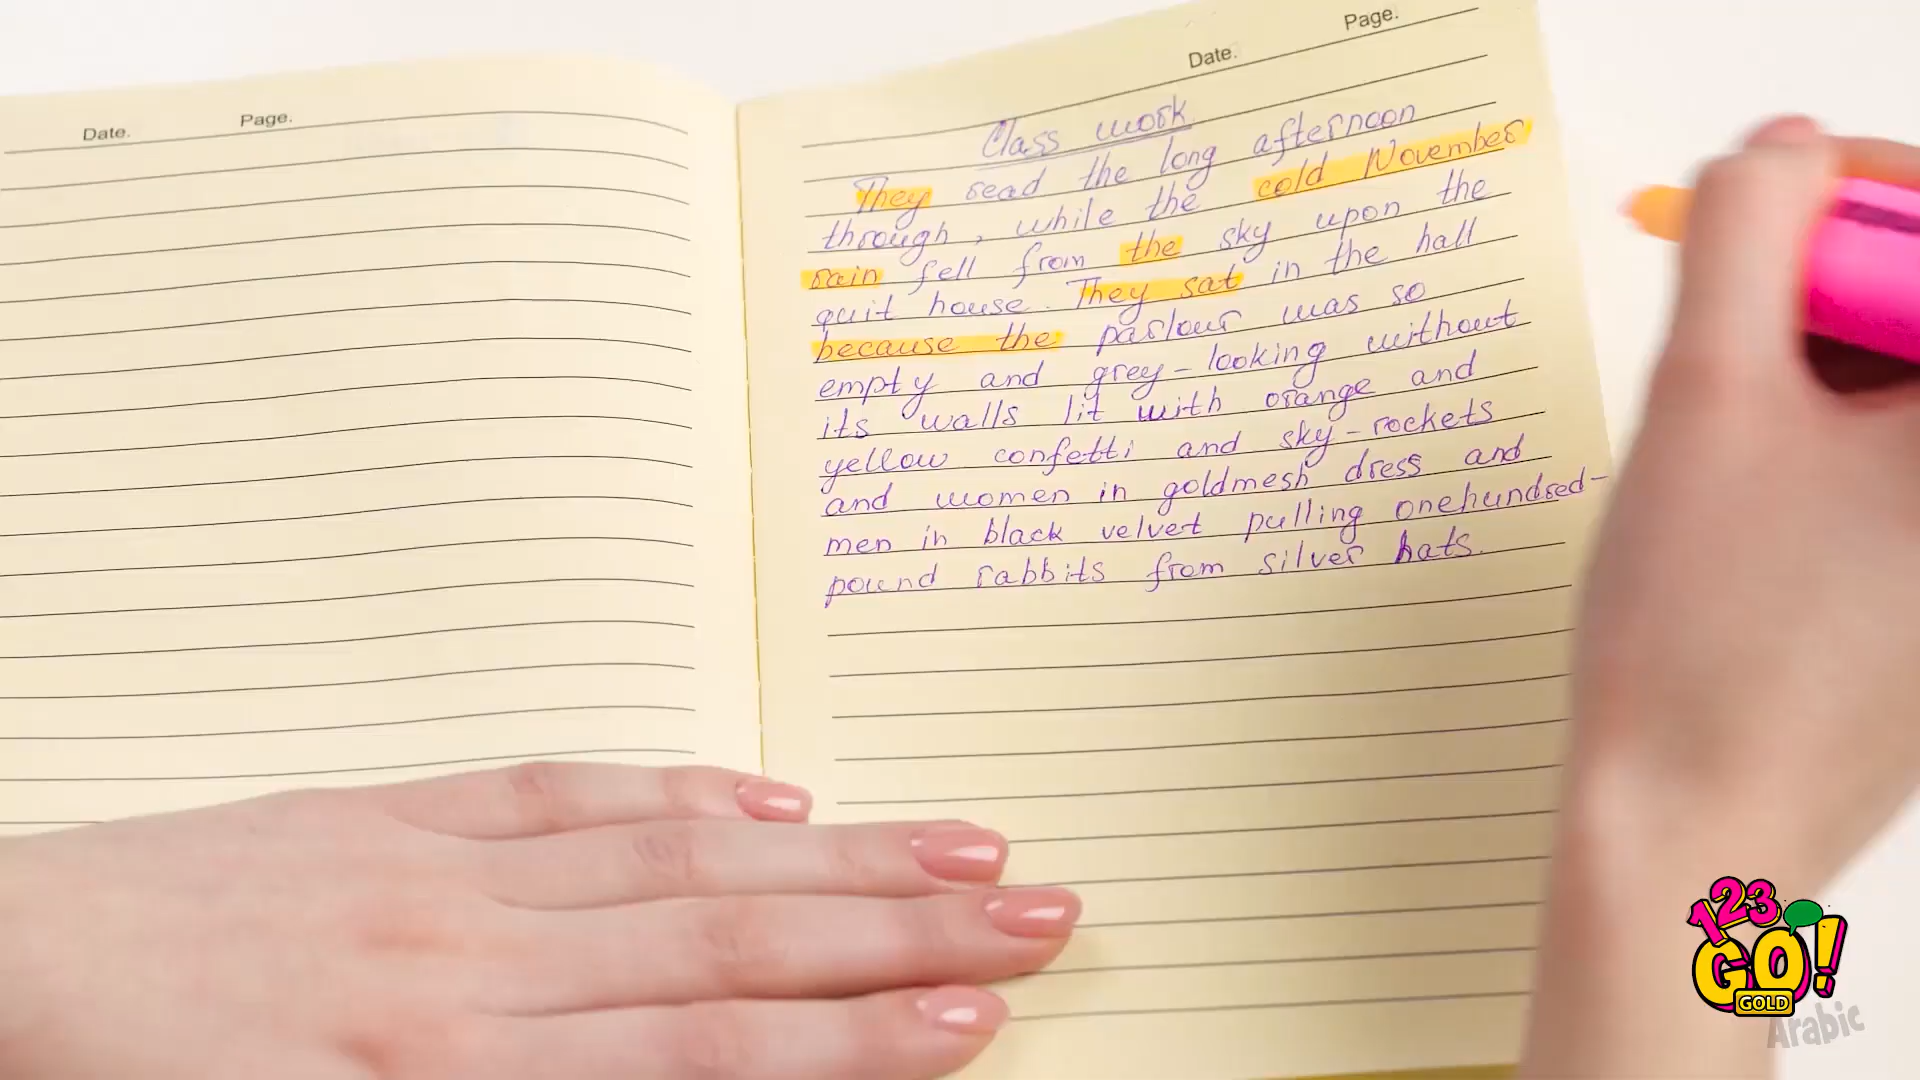 Date.
Page.
Date.
Page.
Class work
They read the long afternoon
through, while the cold November
rain fell from the sky upon the
quit house. They sat in the hall
because the parlour was so
empty and grey-looking without
its walls lit with orange and
yellow confetti and sky-rockets
and women in goldmesh dress and
men in black velvet pulling onehundred-
pound rabbits from silver hats.
123
GO!
GOLD
Arabic